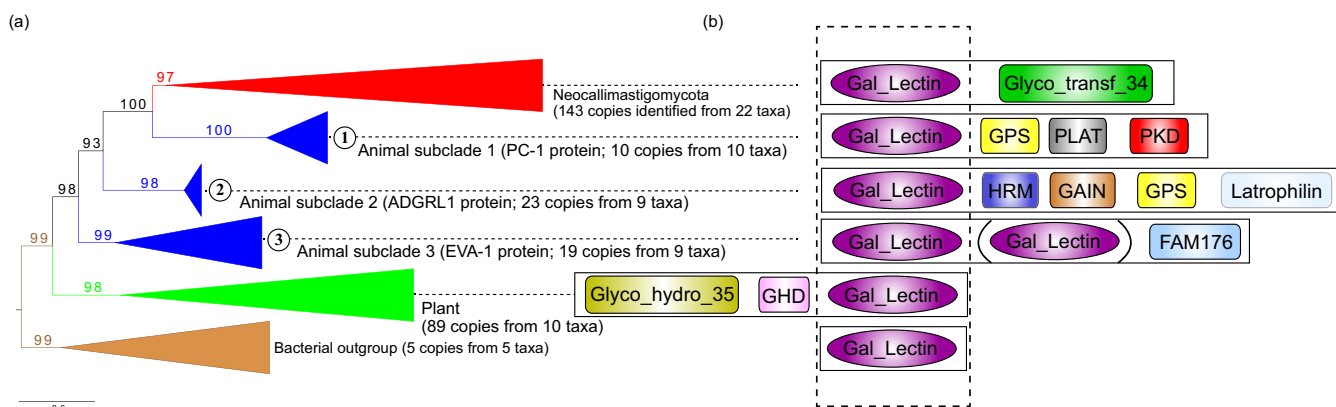 (a)
(b)
97
Neocallimastigomycota
(143 copies identified from 22 taxa)
Gal_Lectin
Glyco_transf_34
100
100
1
Animal subclade 1 (PC-1 protein; 10 copies from 10 taxa)
Gal_Lectin
GPS
PLAT
PKD
93
98
2
Animal subclade 2 (ADGRL1 protein; 23 copies from 9 taxa)
Gal_Lectin
HRM
GAIN
GPS
Latrophilin
98
99
3
Animal subclade 3 (EVA-1 protein; 19 copies from 9 taxa)
Gal_Lectin
(Gal_Lectin)
FAM176
99
98
Plant
(89 copies from 10 taxa)
Glyco_hydro_35
GHD
Gal_Lectin
99
Bacterial outgroup (5 copies from 5 taxa)
Gal_Lectin